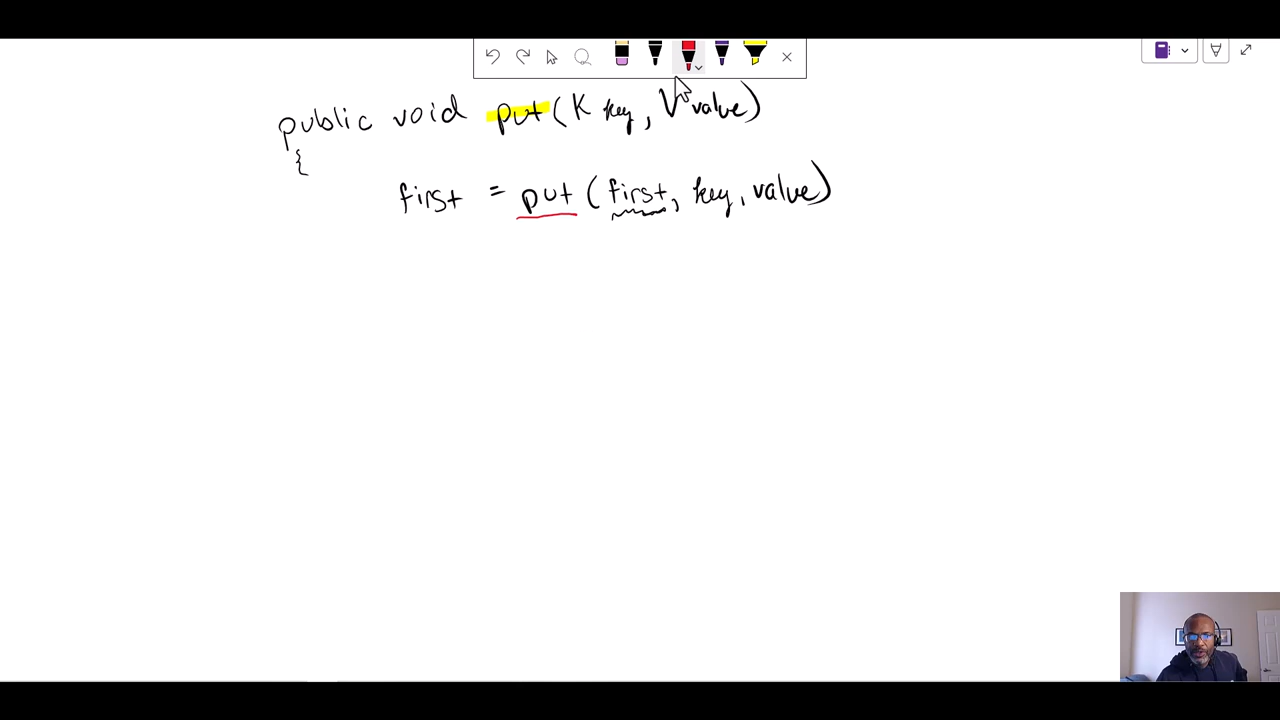 public void put(K key, V value)
{
first = put(first, key, value)